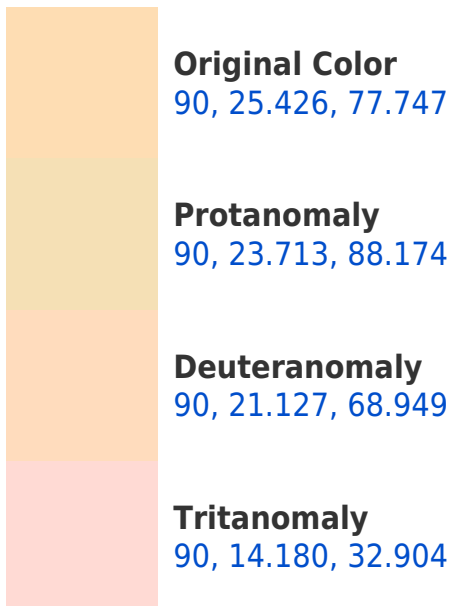 Original Color
90, 25.426, 77.747
Protanomaly
90, 23.713, 88.174
Deuteranomaly
90, 21.127, 68.949
Tritanomaly
90, 14.180, 32.904